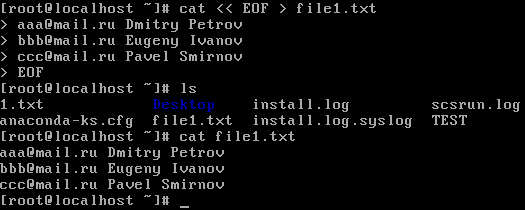 [root@localhost ~]# cat << EOF > file1.txt
> aaa@mail.ru Dmitry Petrov
> bbb@mail.ru Eugeny Ivanov
> ccc@mail.ru Pavel Smirnov
> EOF
[root@localhost ~]# ls
1.txt Desktop install.log scsrun.log
anaconda-ks.cfg file1.txt install.log.syslog TEST
[root@localhost ~]# cat file1.txt
aaa@mail.ru Dmitry Petrov
bbb@mail.ru Eugeny Ivanov
ccc@mail.ru Pavel Smirnov
[root@localhost ~]# _